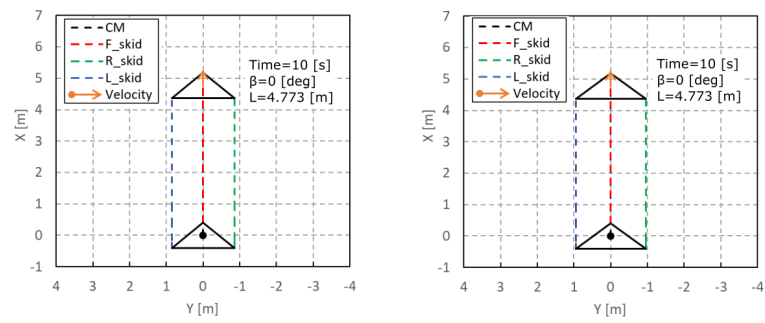 CM
F_skid
R_skid
L_skid
Velocity
Time=10 [s]
β=0 [deg]
L=4.773 [m]
7
6
5
4
3
2
1
0
-1
X [m]
4 3 2 1 0 -1 -2 -3 -4
Y [m]
CM
F_skid
R_skid
L_skid
Velocity
Time=10 [s]
β=0 [deg]
L=4.773 [m]
7
6
5
4
3
2
1
0
-1
X [m]
4 3 2 1 0 -1 -2 -3 -4
Y [m]